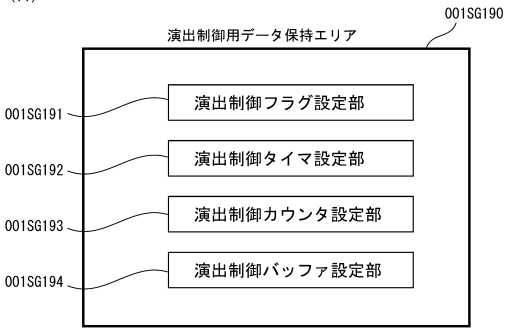 001SG190
演出制御用データ保持エリア
001SG191
演出制御フラグ設定部
001SG192
演出制御タイマ設定部
001SG193
演出制御カウンタ設定部
001SG194
演出制御バッファ設定部